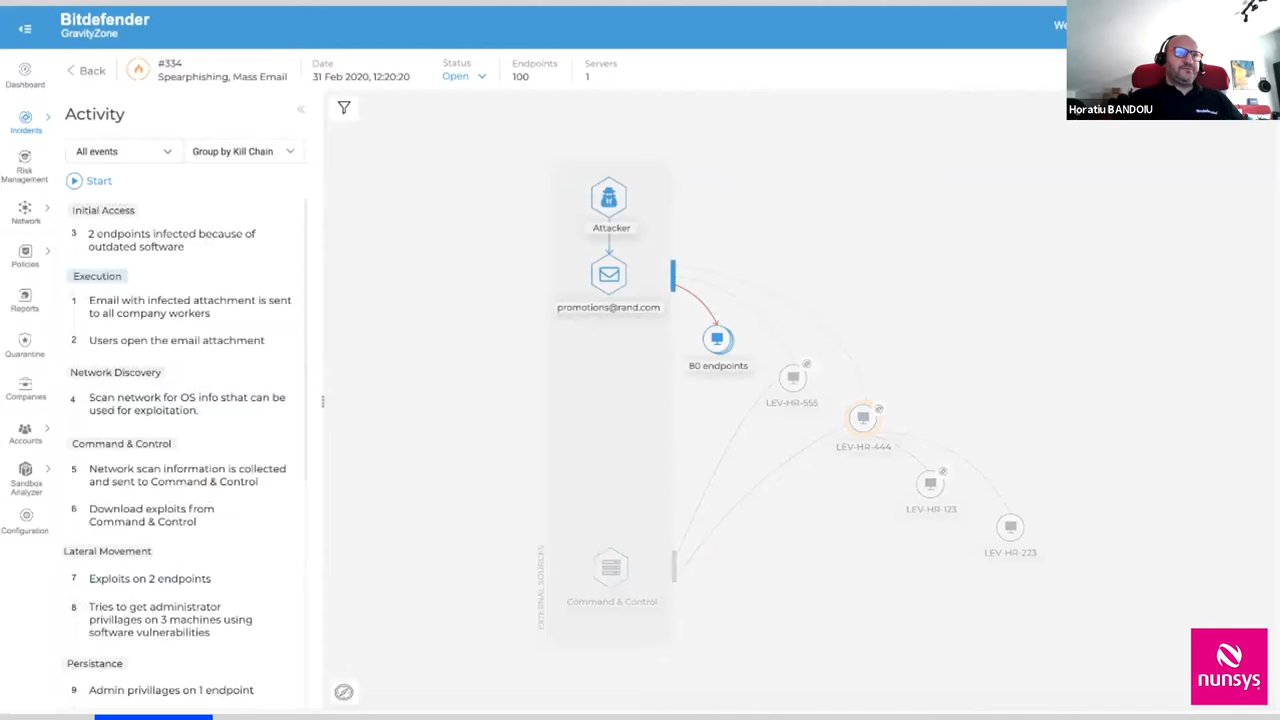 Bitdefender
GravityZone
We
Horatiu BANDOIU
Back
#334
Spearphishing, Mass Email
Date
31 Feb 2020, 12:20:20
Status
Open
Endpoints
100
Servers
1
Dashboard
Incidents
Risk
Management
Network
Policies
Reports
Quarantine
Companies
Accounts
Sandbox
Analyzer
Configuration
Activity
All events
Group by Kill Chain
Start
Initial Access
3 2 endpoints infected because of
outdated software
Execution
1 Email with infected attachment is sent
to all company workers
2 Users open the email attachment
Network Discovery
4 Scan network for OS info sthat can be
used for exploitation.
Command & Control
5 Network scan information is collected
and sent to Command & Control
6 Download exploits from
Command & Control
Lateral Movement
7 Exploits on 2 endpoints
8 Tries to get administrator
privillages on 3 machines using
software vulnerabilities
Persistance
9 Admin privillages on 1 endpoint
Attacker
promotions@rand.com
80 endpoints
LEV-HR-555
LEV-HR-444
LEV-HR-123
LEV-HR-223
EXTERNAL SOURCES
Command & Control
nunsys